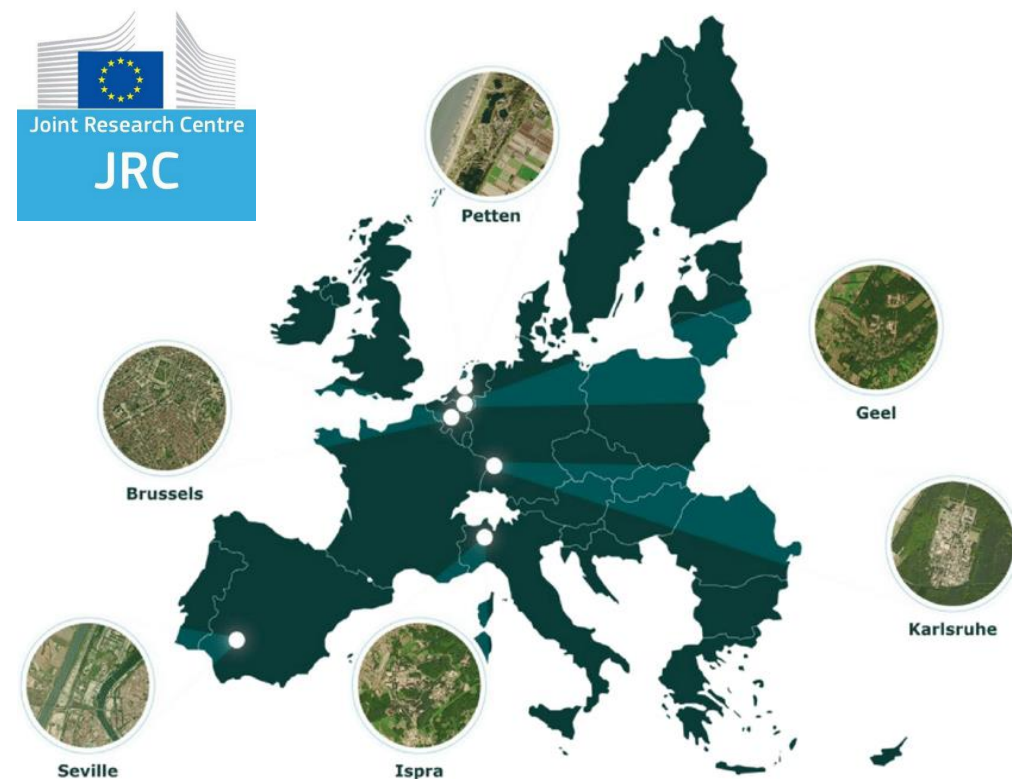 Joint Research Centre
JRC
Petten
Geel
Brussels
Karlsruhe
Seville
Ispra